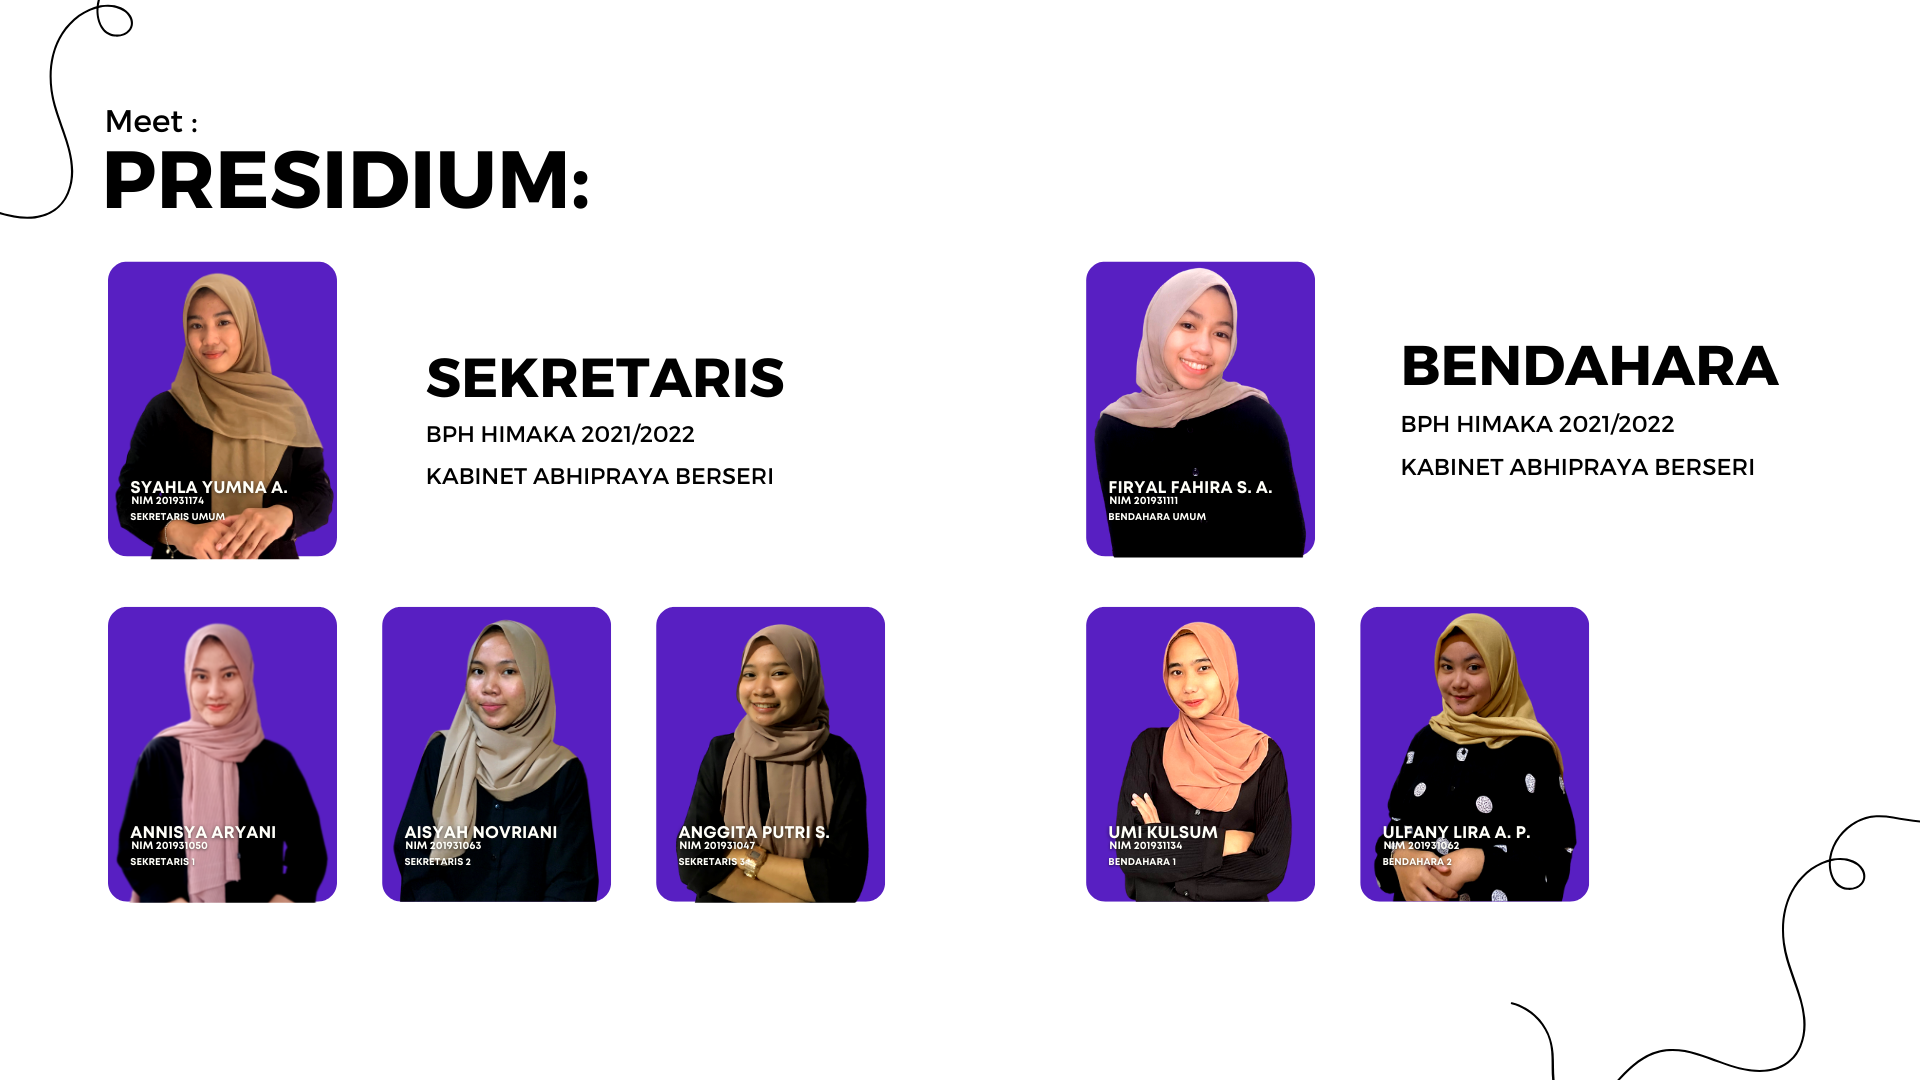 Meet :
PRESIDIUM:
SYAHLA YUMNA A.
NIM 201931174
SEKRETARIS UMUM
SEKRETARIS
BPH HIMAKA 2021/2022
KABINET ABHIPRAYA BERSERI
ANNISYA ARYANI
NIM 201931050
SEKRETARIS 1
AISYAH NOVRIANI
NIM 201931063
SEKRETARIS 2
ANGGITA PUTRI S.
NIM 201931047
SEKRETARIS 3
FIRYAL FAHIRA S. A.
NIM 201931111
BENDAHARA UMUM
BENDAHARA
BPH HIMAKA 2021/2022
KABINET ABHIPRAYA BERSERI
UMI KULSUM
NIM 201931134
BENDAHARA 1
ULFANY LIRA A. P.
NIM 201931062
BENDAHARA 2